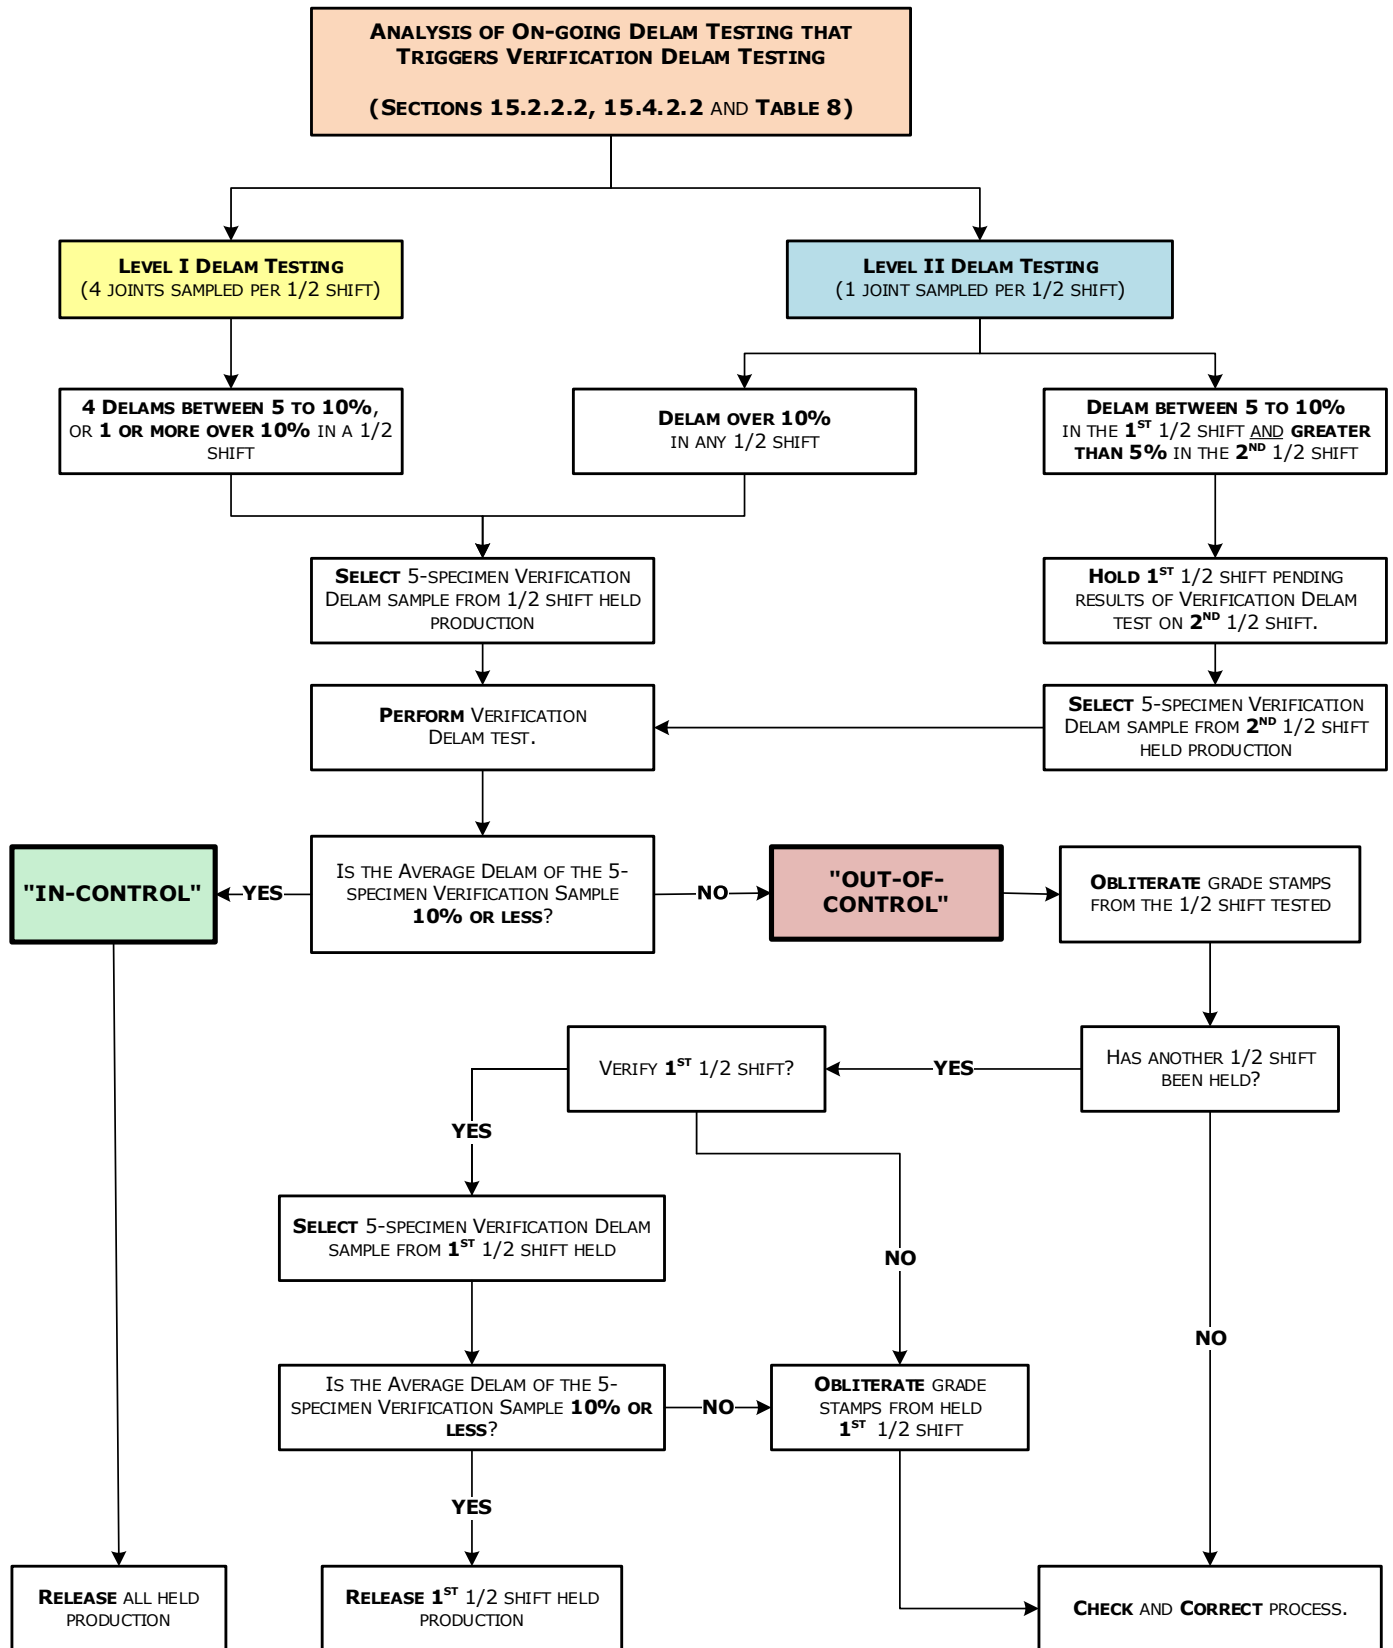 ANALYSIS OF ON-GOING DELAM TESTING THAT
TRIGGERS VERIFICATION DELAM TESTING
(SECTIONS 15.2.2.2, 15.4.2.2 AND TABLE 8)
LEVEL I DELAM TESTING
(4 JOINTS SAMPLED PER 1/2 SHIFT)
LEVEL II DELAM TESTING
(1 JOINT SAMPLED PER 1/2 SHIFT)
4 DELAMS BETWEEN 5 TO 10%,
OR 1 OR MORE OVER 10% IN A 1/2
SHIFT
DELAM OVER 10%
IN ANY 1/2 SHIFT
DELAM BETWEEN 5 TO 10%
IN THE 1ST 1/2 SHIFT AND GREATER
THAN 5% IN THE 2ND 1/2 SHIFT
SELECT 5-SPECIMEN VERIFICATION
DELAM SAMPLE FROM 1/2 SHIFT HELD
PRODUCTION
HOLD 1ST 1/2 SHIFT PENDING
RESULTS OF VERIFICATION DELAM
TEST ON 2ND 1/2 SHIFT.
PERFORM VERIFICATION
DELAM TEST.
SELECT 5-SPECIMEN VERIFICATION
DELAM SAMPLE FROM 2ND 1/2 SHIFT
HELD PRODUCTION
"IN-CONTROL"
YES
IS THE AVERAGE DELAM OF THE 5-
SPECIMEN VERIFICATION SAMPLE
10% OR LESS?
NO
"OUT-OF-
CONTROL"
OBLITERATE GRADE STAMPS
FROM THE 1/2 SHIFT TESTED
VERIFY 1ST 1/2 SHIFT?
YES
HAS ANOTHER 1/2 SHIFT
BEEN HELD?
YES
SELECT 5-SPECIMEN VERIFICATION DELAM
SAMPLE FROM 1ST 1/2 SHIFT HELD
NO
NO
IS THE AVERAGE DELAM OF THE 5-
SPECIMEN VERIFICATION SAMPLE 10% OR
LESS?
NO
OBLITERATE GRADE
STAMPS FROM HELD
1ST 1/2 SHIFT
YES
RELEASE ALL HELD
PRODUCTION
RELEASE 1ST 1/2 SHIFT HELD
PRODUCTION
CHECK AND CORRECT PROCESS.